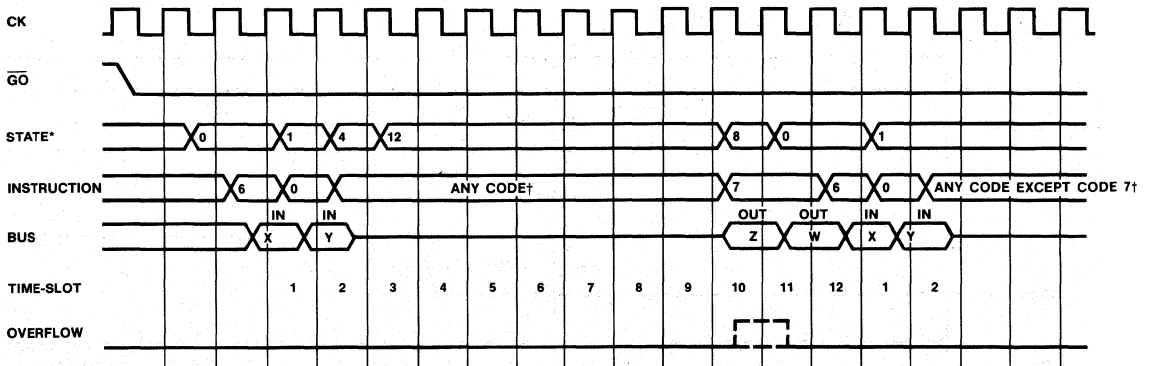 CK
GO
STATE* 0 1 4 12 8 0 1
INSTRUCTION 6 0 ANY CODE† 7 6 0 ANY CODE EXCEPT CODE 7†
IN IN OUT OUT IN IN
BUS X Y Z W X Y
TIME-SLOT 1 2 3 4 5 6 7 8 9 10 11 12 1 2
OVERFLOW